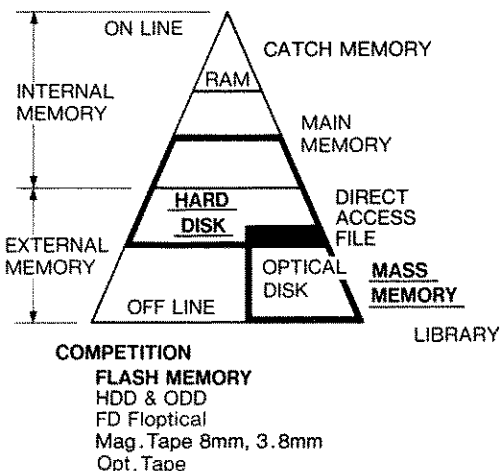 ON LINE
CATCH MEMORY
RAM
INTERNAL
MEMORY
MAIN
MEMORY
HARD
DISK
DIRECT
ACCESS
FILE
EXTERNAL
MEMORY
OPTICAL
DISK
MASS
MEMORY
OFF LINE
LIBRARY
COMPETITION
FLASH MEMORY
HDD & ODD
FD Floptical
Mag.Tape 8mm, 3.8mm
Opt.Tape